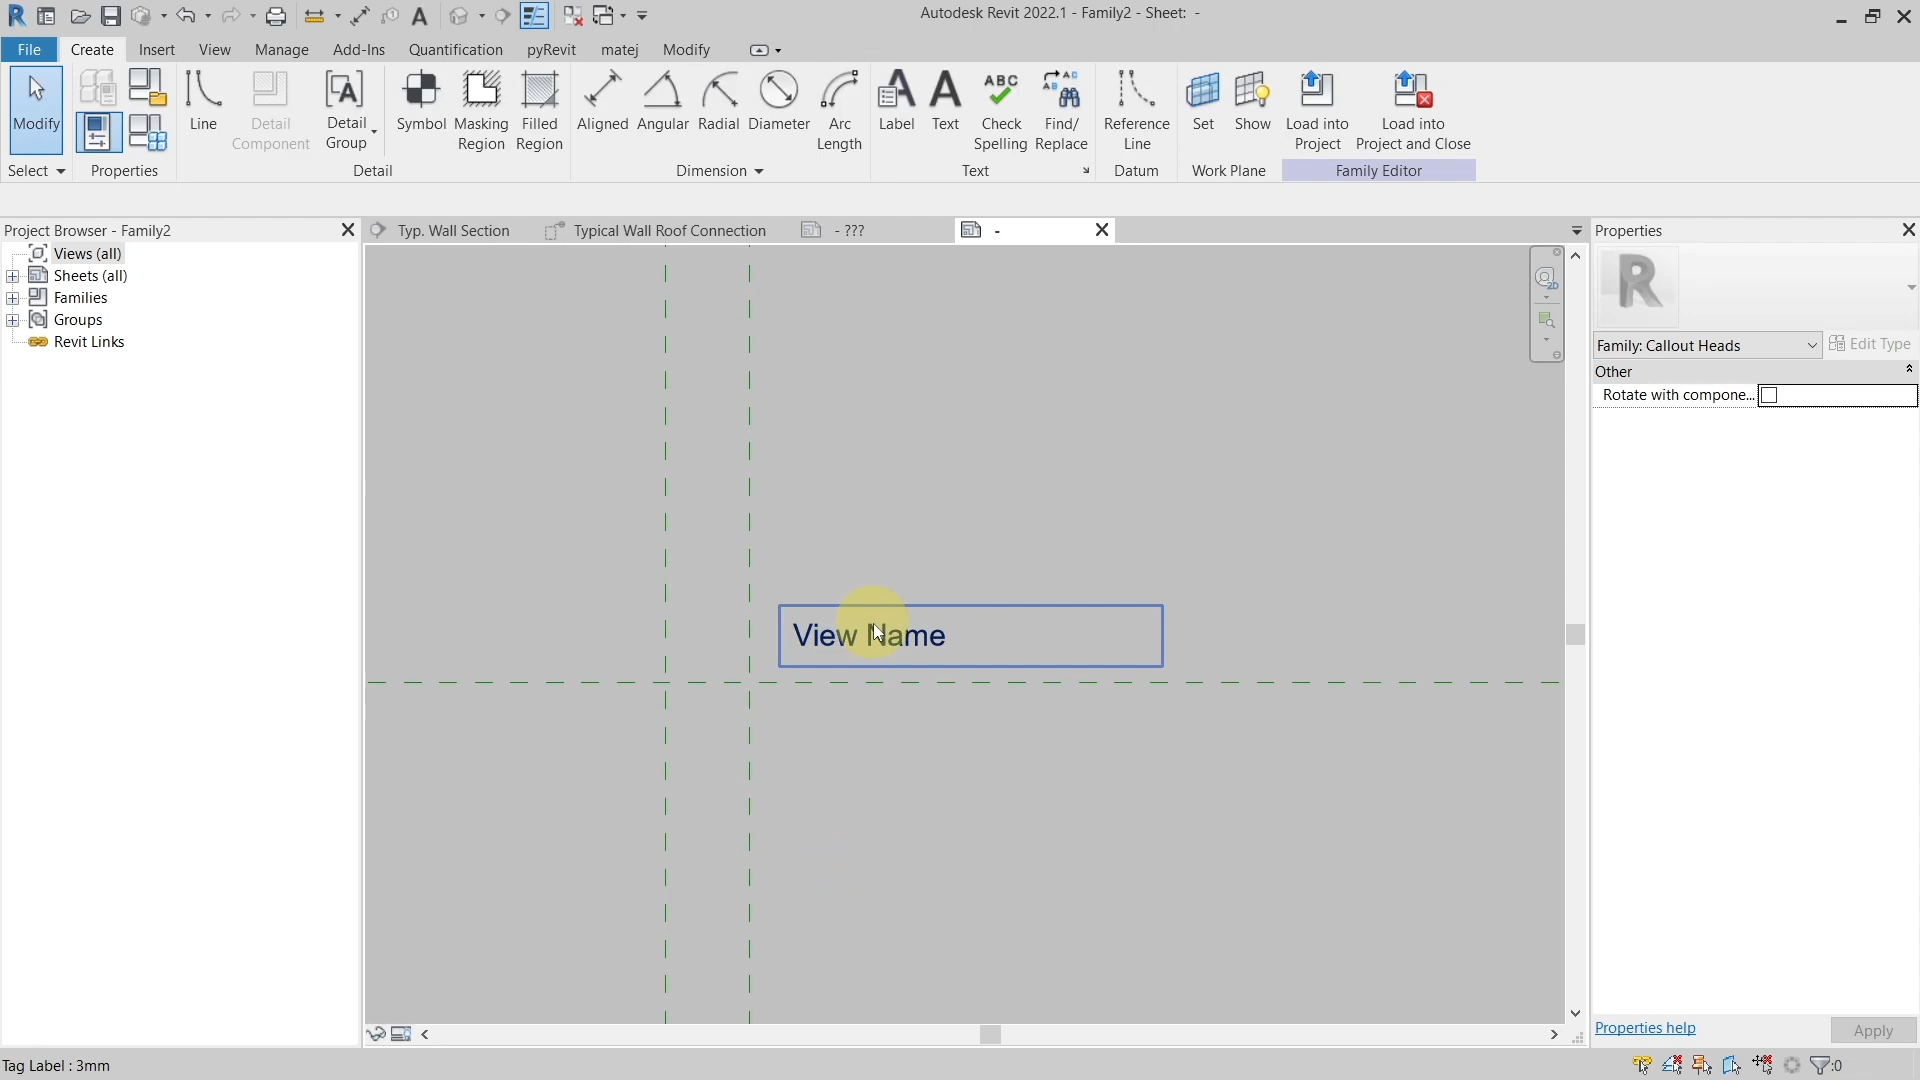 Autodesk Revit 2022.1 - Family2 - Sheet: -
File Create Insert View Manage Add-Ins Quantification pyRevit matej Modify
Modify
Line
Detail Component
Detail Group
Symbol
Masking Region
Filled Region
Aligned
Angular
Radial
Diameter
Arc Length
Label
Text
ABC
Check Spelling
Find/ Replace
Reference Line
Set
Show
Load into Project
Load into Project and Close
Select Properties Detail Dimension Text Datum Work Plane Family Editor
Project Browser - Family2
Typ. Wall Section
Typical Wall Roof Connection
- ???
-
Properties
Views (all)
Sheets (all)
Families
Groups
Revit Links
2D
R
Family: Callout Heads
Edit Type
Other
Rotate with compone...
View Name
Properties help
Apply
Tag Label : 3mm
:0